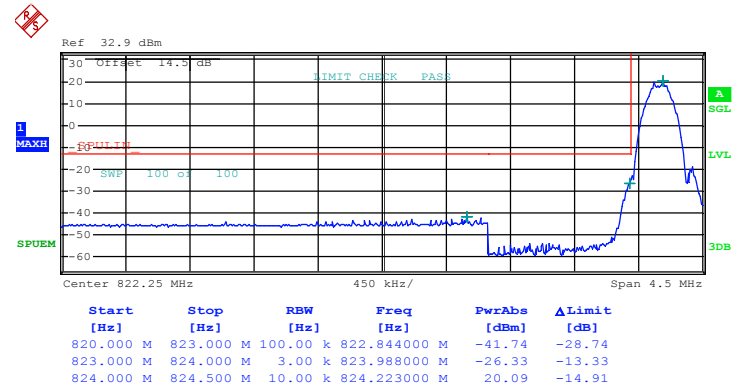 R S
Ref 32.9 dBm
30 Offset 14.5 dB
20 LIMIT CHECK PASS
A
10
SGL
0
1
MAXH
-10 SPULIN
LVL
-20 SWP 100 of 100
-30
-40
-50
SPUEM
3DB
-60
Center 822.25 MHz 450 kHz/ Span 4.5 MHz
Start Stop RBW Freq PwrAbs ΔLimit
[Hz] [Hz] [Hz] [Hz] [dBm] [dB]
820.000 M 823.000 M 100.00 k 822.844000 M -41.74 -28.74
823.000 M 824.000 M 3.00 k 823.988000 M -26.33 -13.33
824.000 M 824.500 M 10.00 k 824.223000 M 20.09 -14.91